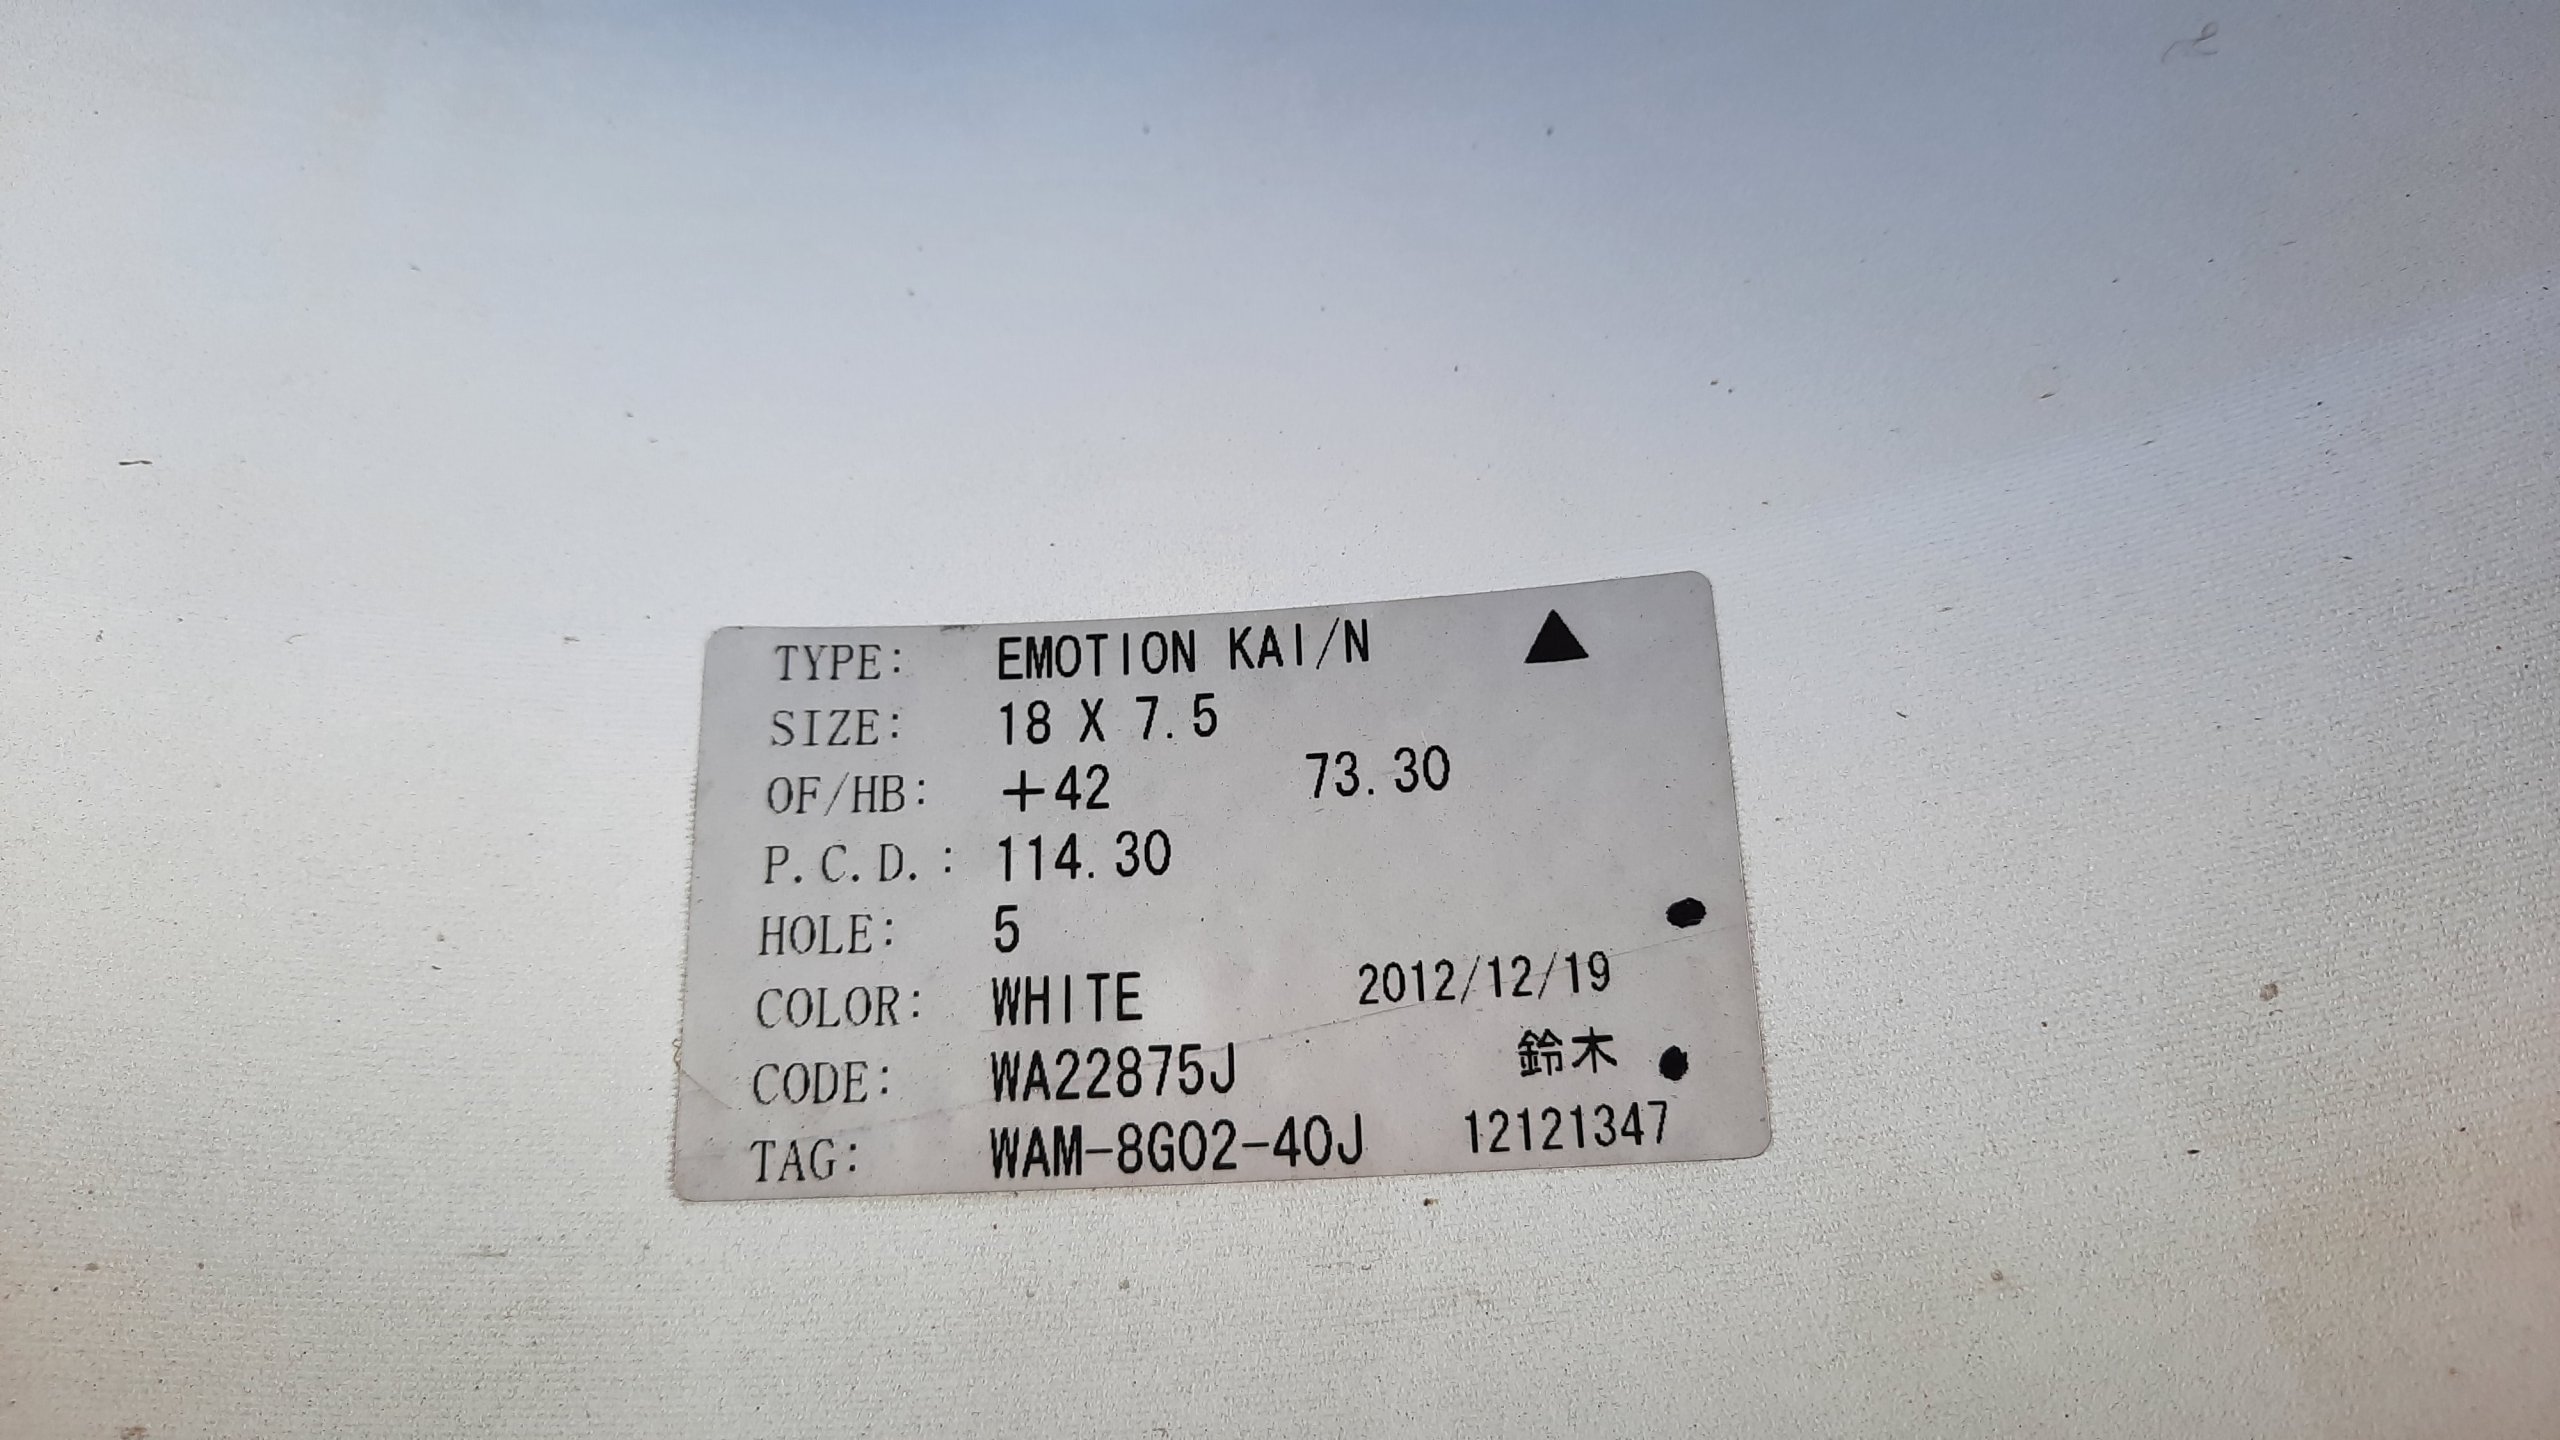 TYPE: EMOTION KAI/N ▲
SIZE: 18 X 7.5
OF/HB: +42 73.30
P.C.D.: 114.30
HOLE: 5
COLOR: WHITE 2012/12/19
CODE: WA22875J 鈴木
TAG: WAM-8G02-40J 12121347